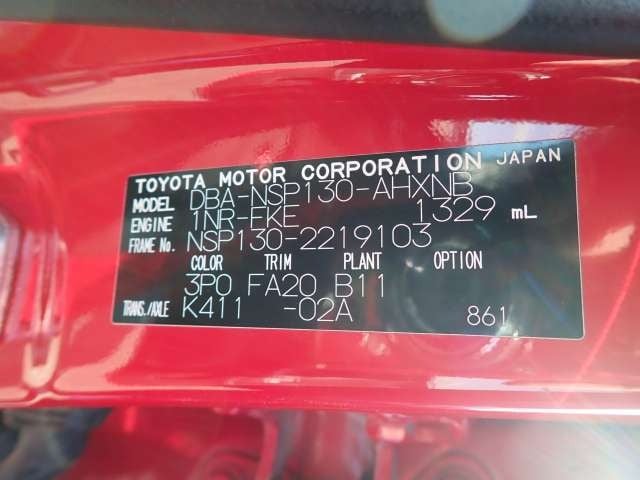 TOYOTA MOTOR CORPORATION JAPAN
MODEL DBA-NSP130-AHXNB
ENGINE 1NR-FKE 1329 mL
FRAME No. NSP130-2219103
COLOR TRIM PLANT OPTION
3P0 FA20 B11
TRANS./AXLE K411 -02A 861